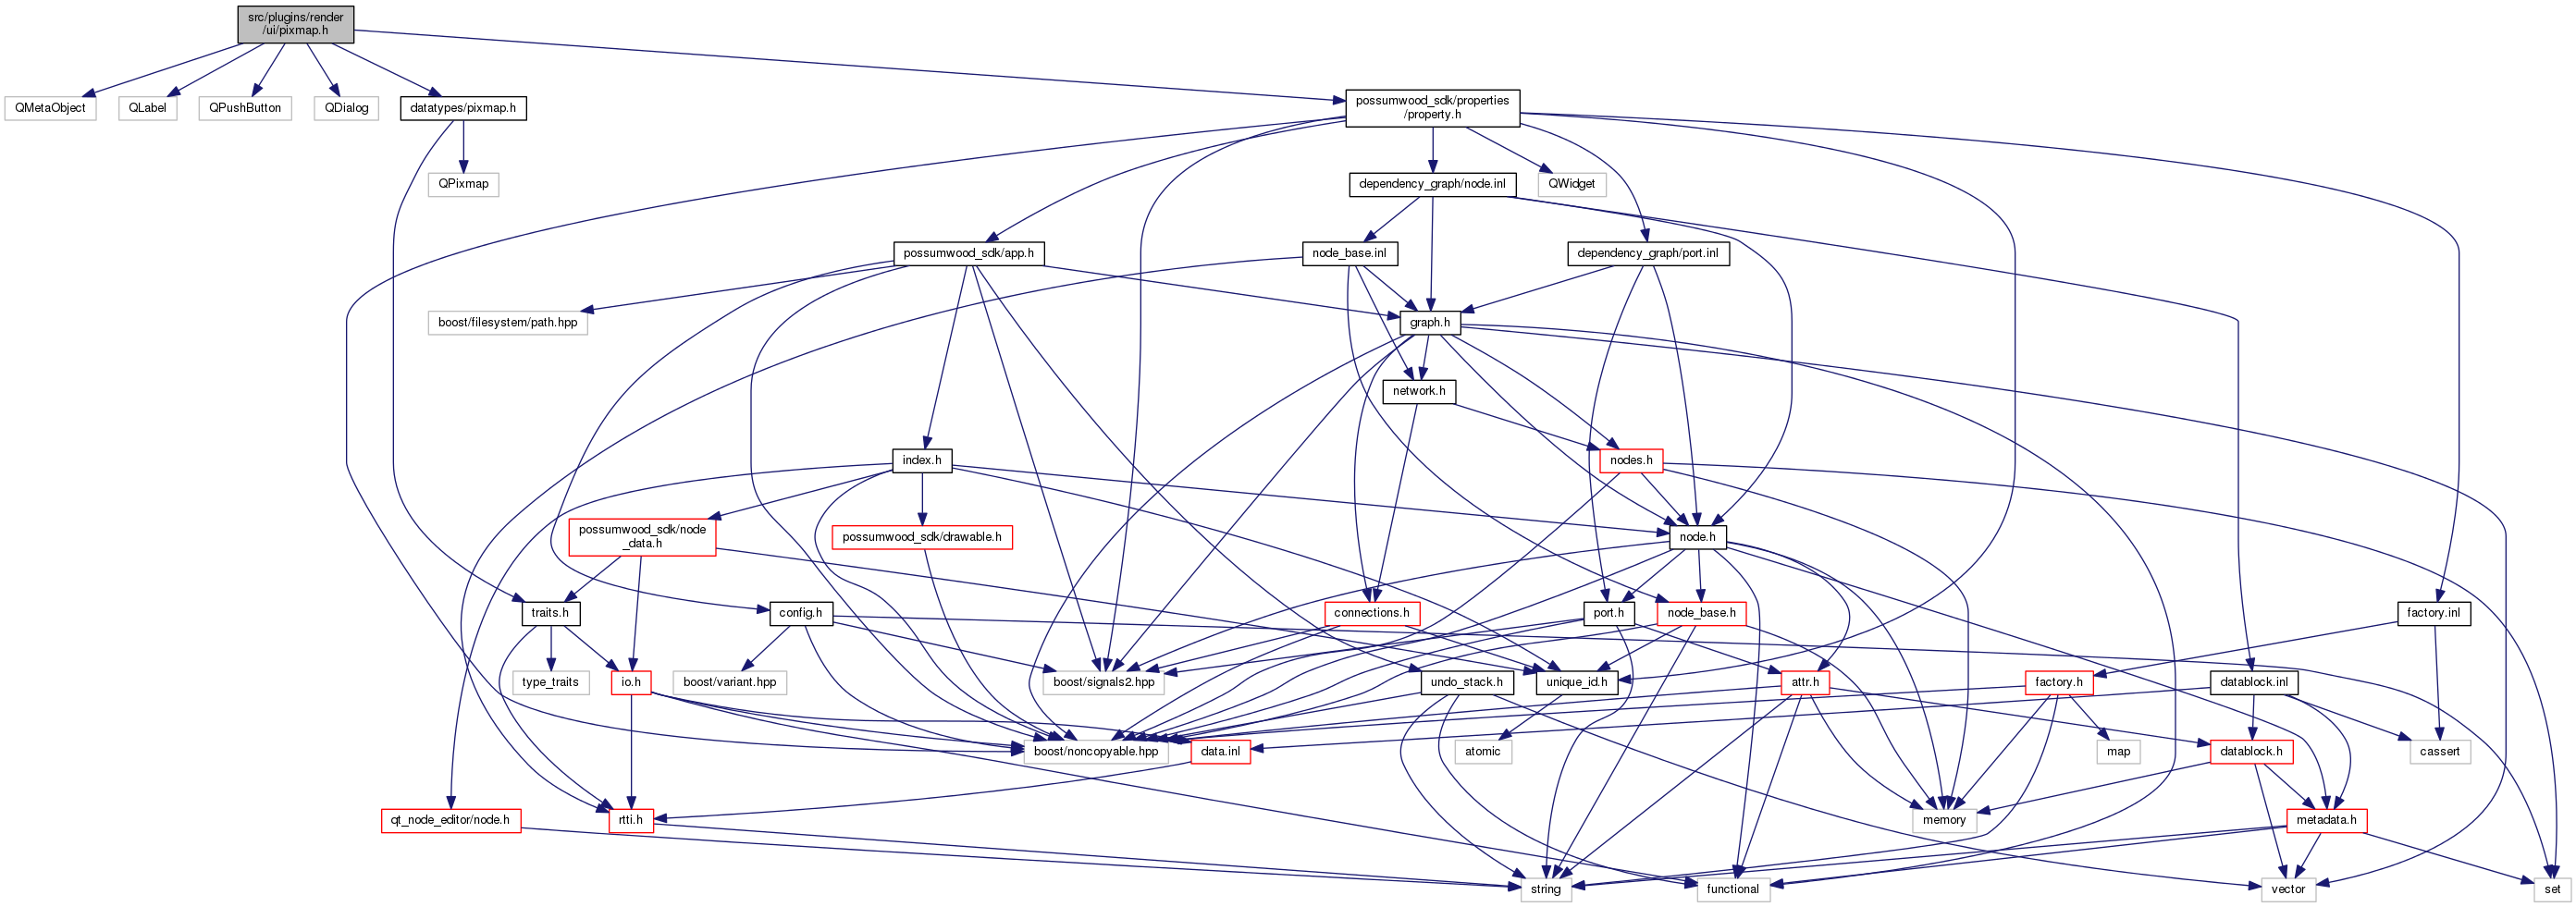 src/plugins/render
/ui/pixmap.h
QMetaObject
QLabel
QPushButton
QDialog
datatypes/pixmap.h
possumwood_sdk/properties
/property.h
QPixmap
dependency_graph/node.inl
QWidget
possumwood_sdk/app.h
node_base.inl
dependency_graph/port.inl
boost/filesystem/path.hpp
graph.h
network.h
index.h
nodes.h
possumwood_sdk/node
_data.h
possumwood_sdk/drawable.h
node.h
traits.h
config.h
connections.h
port.h
node_base.h
factory.inl
type_traits
io.h
boost/variant.hpp
boost/signals2.hpp
undo_stack.h
unique_id.h
attr.h
factory.h
datablock.inl
boost/noncopyable.hpp
data.inl
atomic
map
datablock.h
cassert
qt_node_editor/node.h
rtti.h
memory
metadata.h
string
functional
vector
set